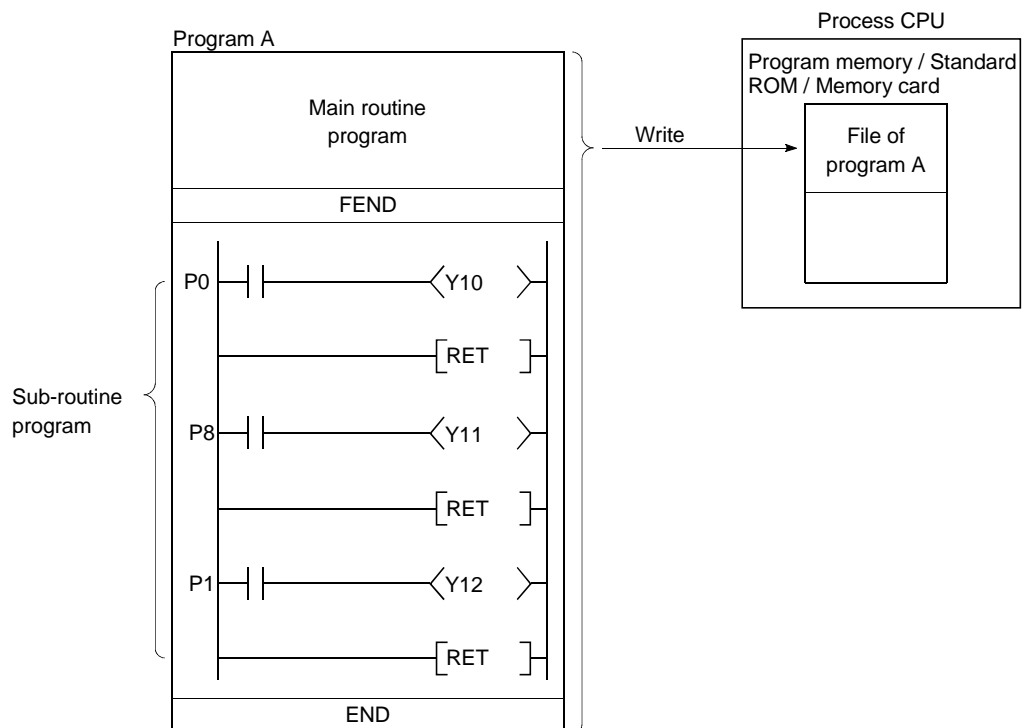 Process CPU
Program A
Program memory / Standard
ROM / Memory card
Main routine
program
Write
File of
program A
FEND
P0
Y10
RET
Sub-routine
program
P8
Y11
RET
P1
Y12
RET
END